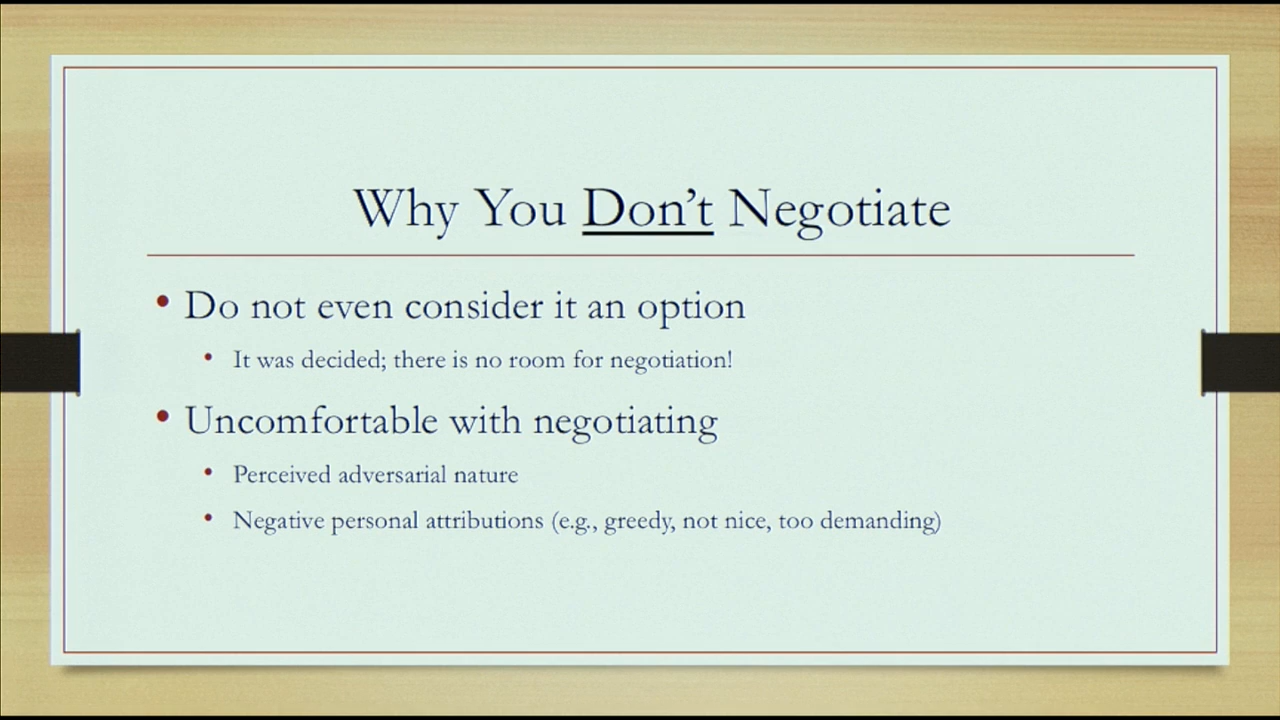 Why You Don't Negotiate
• Do not even consider it an option
• It was decided; there is no room for negotiation!
• Uncomfortable with negotiating
• Perceived adversarial nature
• Negative personal attributions (e.g., greedy, not nice, too demanding)